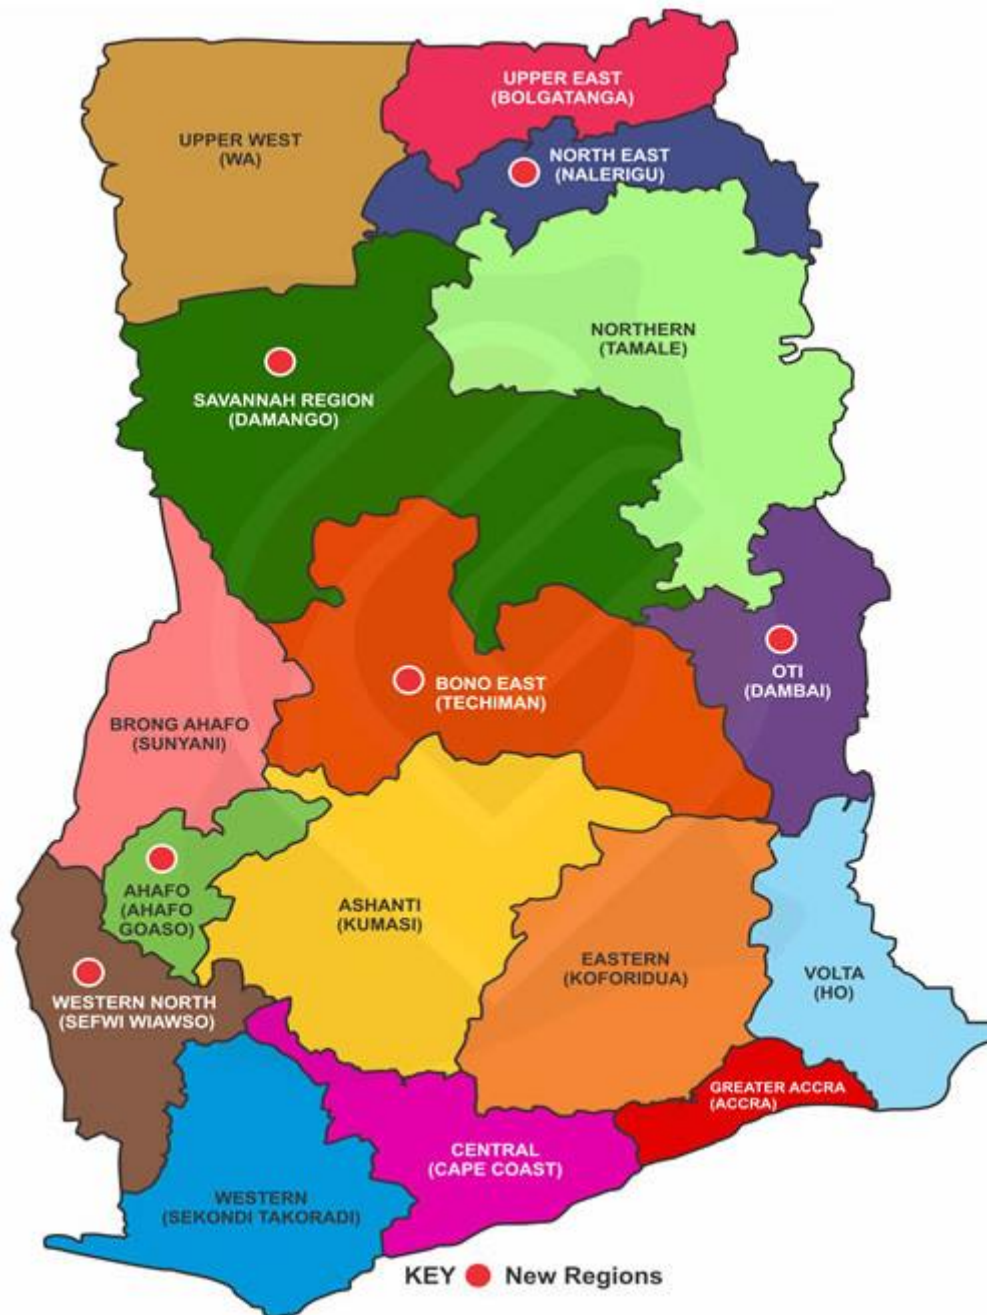 UPPER EAST
(BOLGATANGA)
UPPER WEST
(WA)
NORTH EAST
(NALERIGU)
NORTHERN
(TAMALE)
SAVANNAH REGION
(DAMANGO)
OTI
(DAMBAI)
BONO EAST
(TECHIMAN)
BRONG AHAFO
(SUNYANI)
AHAFO
(AHAFO
GOASO)
ASHANTI
(KUMASI)
EASTERN
(KOFORIDUA)
VOLTA
(HO)
WESTERN NORTH
(SEFWI WIAWSO)
GREATER ACCRA
(ACCRA)
CENTRAL
(CAPE COAST)
WESTERN
(SEKONDI TAKORADI)
KEY New Regions